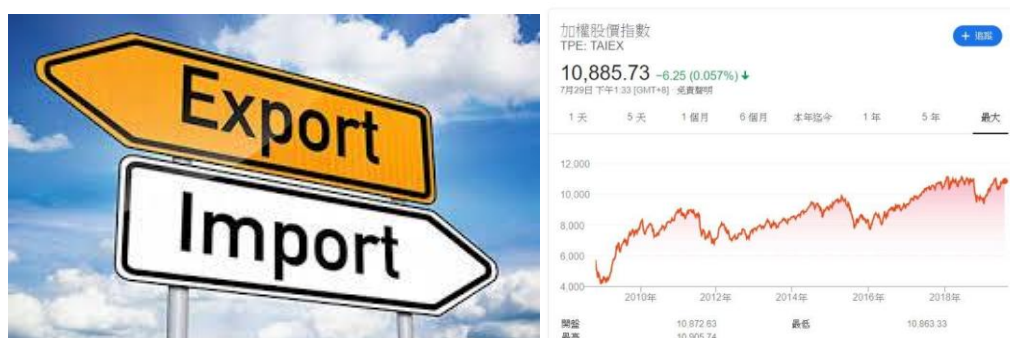 Export
Import
加權股價指數
TPE: TAIEX
+ 追蹤
10,885.73 −6.25 (0.057%) ↓
7月29日 下午1:33 [GMT+8] · 免責聲明
1 天 5 天 1 個月 6 個月 本年迄今 1 年 5 年 最大
12,000
10,000
8,000
6,000
4,000
2010年 2012年 2014年 2016年 2018年
開盤 10,872.63 最低 10,863.33
最高 10,905.74